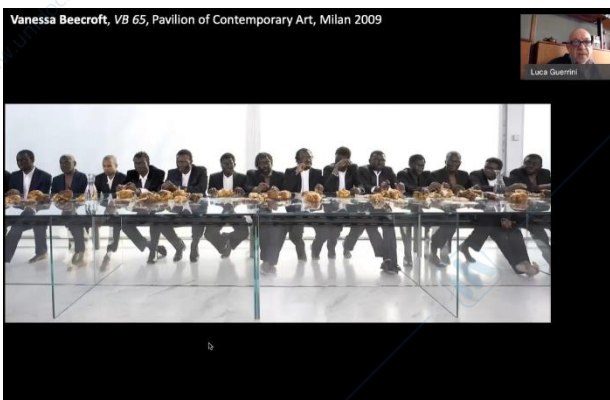 Vanessa Beecroft, VB 65, Pavilion of Contemporary Art, Milan 2009
Luca Guerrini